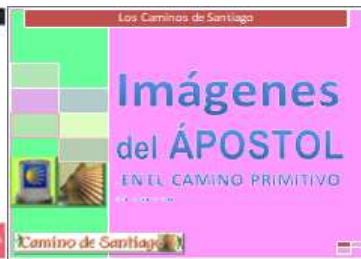 Los Caminos de Santiago
Imágenes
del ÁPOSTOL
EN EL CAMINO PRIMITIVO
Camino de Santiago